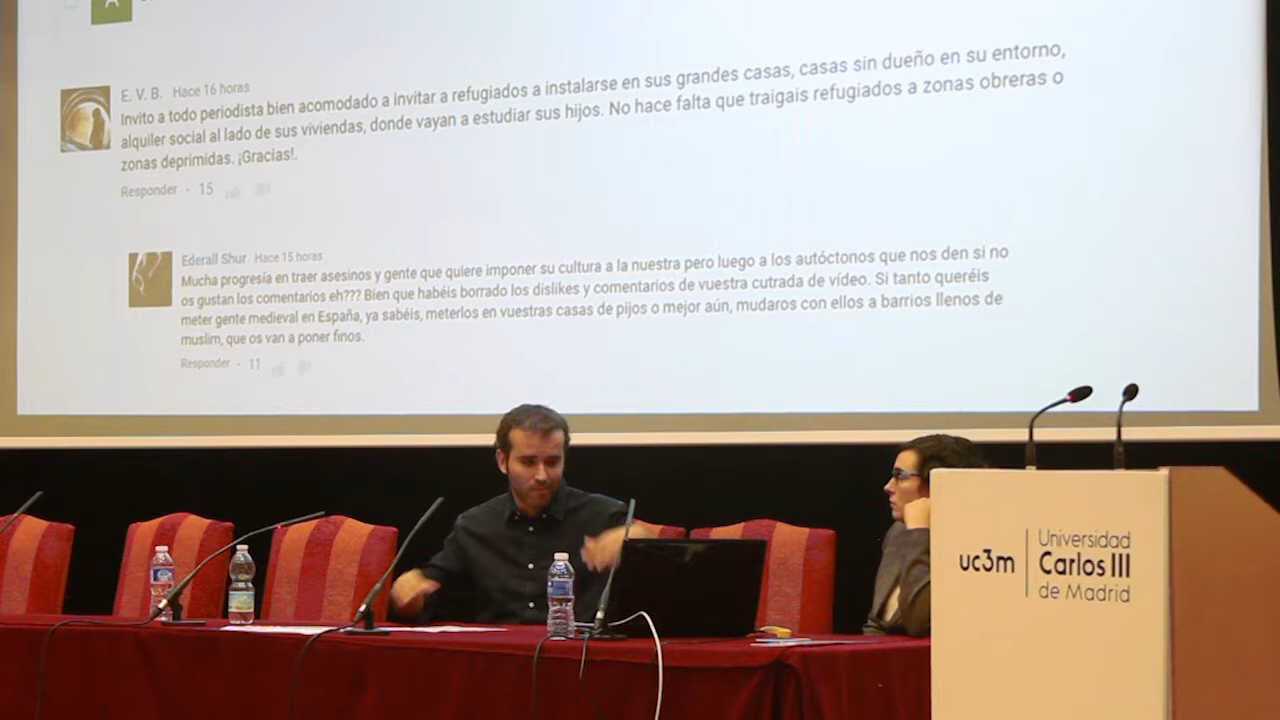 A
E. V. B. Hace 16 horas
Invito a todo periodista bien acomodado a invitar a refugiados a instalarse en sus grandes casas, casas sin dueño en su entorno,
alquiler social al lado de sus viviendas, donde vayan a estudiar sus hijos. No hace falta que traigais refugiados a zonas obreras o
zonas deprimidas. ¡Gracias!.
Responder · 15
Ederall Shur Hace 15 horas
Mucha progresía en traer asesinos y gente que quiere imponer su cultura a la nuestra pero luego a los autóctonos que nos den si no
os gustan los comentarios eh??? Bien que habéis borrado los dislikes y comentarios de vuestra cutrada de vídeo. Si tanto queréis
meter gente medieval en España, ya sabéis, meterlos en vuestras casas de pijos o mejor aún, mudaros con ellos a barrios llenos de
muslim, que os van a poner finos.
Responder · 11
uc3m
Universidad
Carlos III
de Madrid